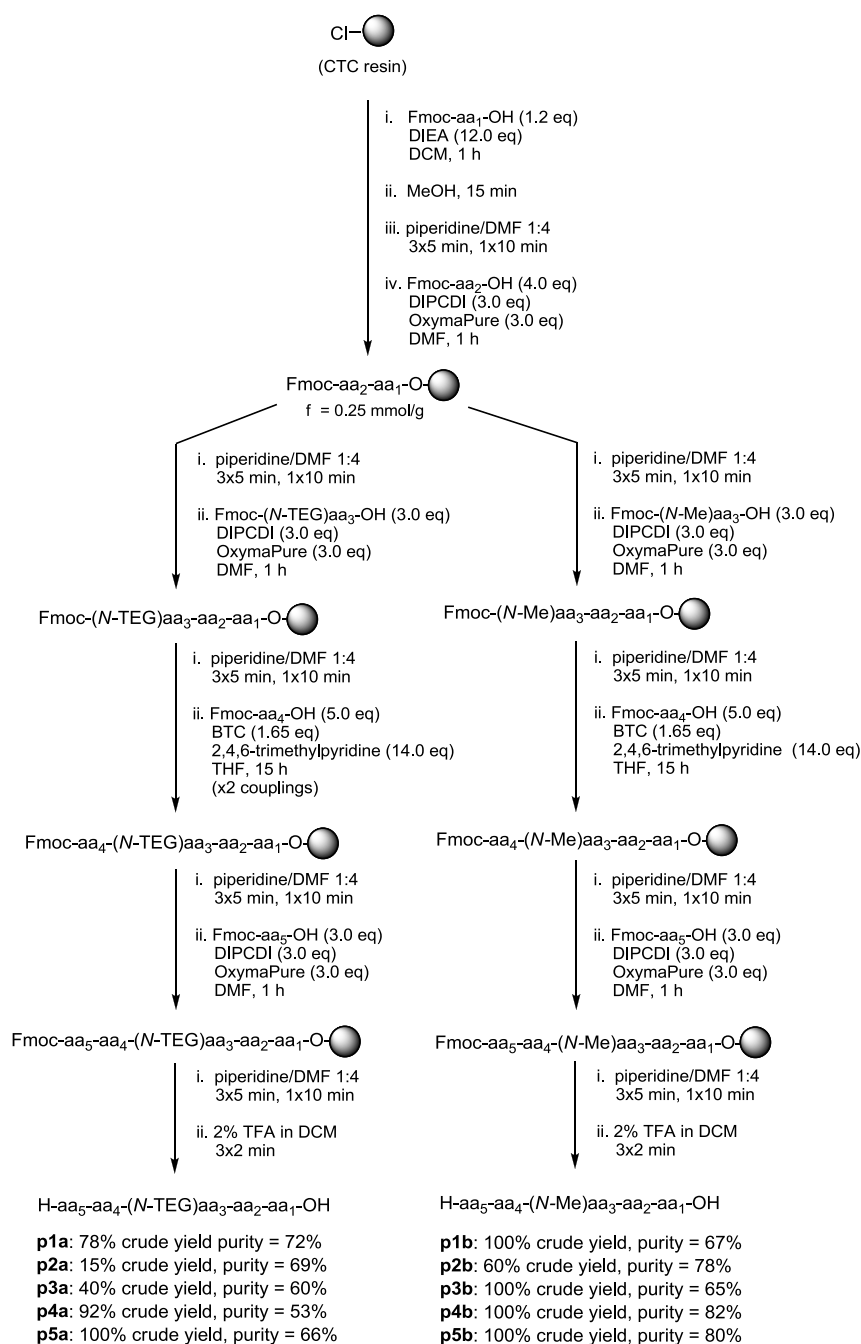 Cl–
(CTC resin)
i. Fmoc-aa₁-OH (1.2 eq)
DIEA (12.0 eq)
DCM, 1 h
ii. MeOH, 15 min
iii. piperidine/DMF 1:4
3x5 min, 1x10 min
iv. Fmoc-aa₂-OH (4.0 eq)
DIPCDI (3.0 eq)
OxymaPure (3.0 eq)
DMF, 1 h
Fmoc-aa₂-aa₁-O-
f = 0.25 mmol/g
i. piperidine/DMF 1:4
3x5 min, 1x10 min
ii. Fmoc-(N-TEG)aa₃-OH (3.0 eq)
DIPCDI (3.0 eq)
OxymaPure (3.0 eq)
DMF, 1 h
Fmoc-(N-TEG)aa₃-aa₂-aa₁-O-
i. piperidine/DMF 1:4
3x5 min, 1x10 min
ii. Fmoc-aa₄-OH (5.0 eq)
BTC (1.65 eq)
2,4,6-trimethylpyridine (14.0 eq)
THF, 15 h
(x2 couplings)
Fmoc-aa₄-(N-TEG)aa₃-aa₂-aa₁-O-
i. piperidine/DMF 1:4
3x5 min, 1x10 min
ii. Fmoc-aa₅-OH (3.0 eq)
DIPCDI (3.0 eq)
OxymaPure (3.0 eq)
DMF, 1 h
Fmoc-aa₅-aa₄-(N-TEG)aa₃-aa₂-aa₁-O-
i. piperidine/DMF 1:4
3x5 min, 1x10 min
ii. 2% TFA in DCM
3x2 min
H-aa₅-aa₄-(N-TEG)aa₃-aa₂-aa₁-OH
p1a: 78% crude yield purity = 72%
p2a: 15% crude yield, purity = 69%
p3a: 40% crude yield, purity = 60%
p4a: 92% crude yield, purity = 53%
p5a: 100% crude yield, purity = 66%
i. piperidine/DMF 1:4
3x5 min, 1x10 min
ii. Fmoc-(N-Me)aa₃-OH (3.0 eq)
DIPCDI (3.0 eq)
OxymaPure (3.0 eq)
DMF, 1 h
Fmoc-(N-Me)aa₃-aa₂-aa₁-O-
i. piperidine/DMF 1:4
3x5 min, 1x10 min
ii. Fmoc-aa₄-OH (5.0 eq)
BTC (1.65 eq)
2,4,6-trimethylpyridine (14.0 eq)
THF, 15 h
Fmoc-aa₄-(N-Me)aa₃-aa₂-aa₁-O-
i. piperidine/DMF 1:4
3x5 min, 1x10 min
ii. Fmoc-aa₅-OH (3.0 eq)
DIPCDI (3.0 eq)
OxymaPure (3.0 eq)
DMF, 1 h
Fmoc-aa₅-aa₄-(N-Me)aa₃-aa₂-aa₁-O-
i. piperidine/DMF 1:4
3x5 min, 1x10 min
ii. 2% TFA in DCM
3x2 min
H-aa₅-aa₄-(N-Me)aa₃-aa₂-aa₁-OH
p1b: 100% crude yield, purity = 67%
p2b: 60% crude yield, purity = 78%
p3b: 100% crude yield, purity = 65%
p4b: 100% crude yield, purity = 82%
p5b: 100% crude yield, purity = 80%